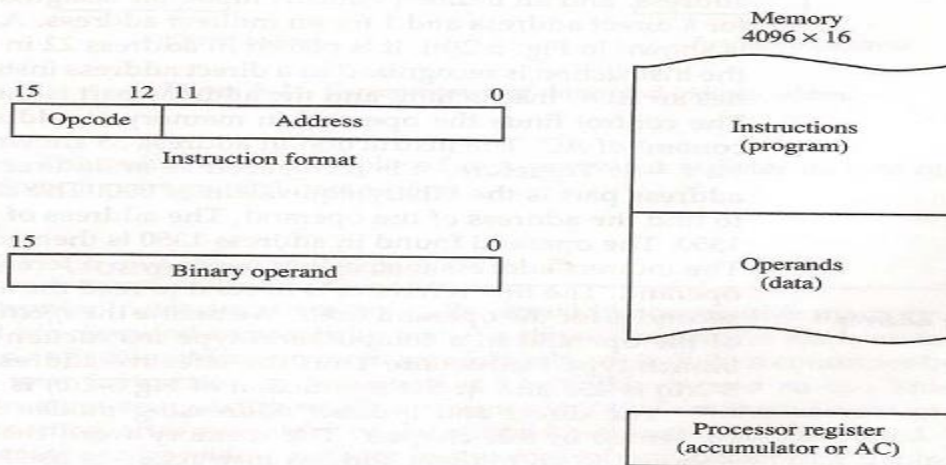 Memory
4096 × 16
15 12 11 0
Opcode Address
Instruction format
15 0
Binary operand
Instructions
(program)
Operands
(data)
Processor register
(accumulator or AC)